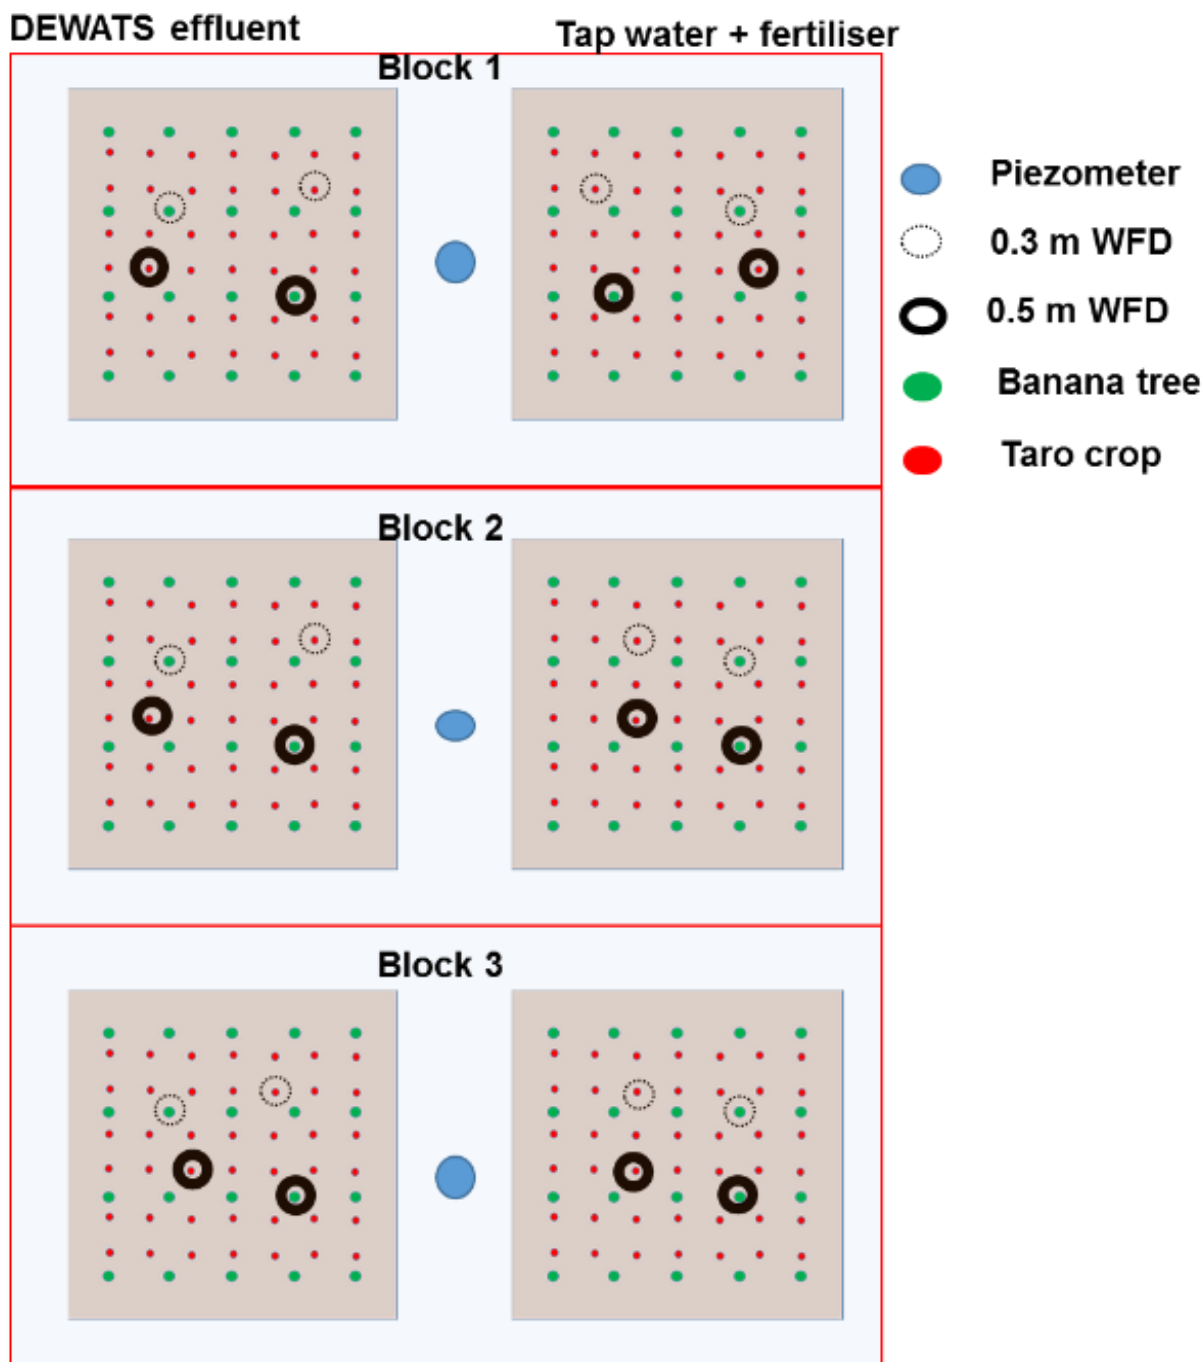 DEWATS effluent
Tap water + fertiliser
Block 1
Piezometer
0.3 m WFD
0.5 m WFD
Banana tree
Taro crop
Block 2
Block 3